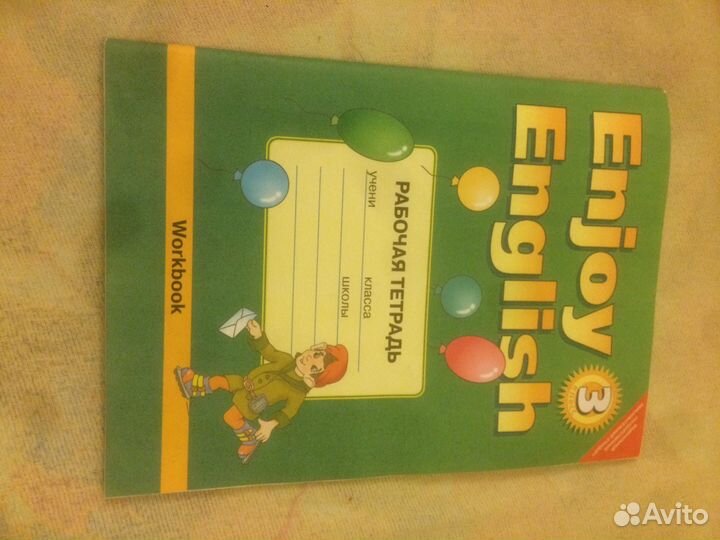 Enjoy
English
3
РАБОЧАЯ ТЕТРАДЬ
учени класса
школы
Workbook
Avito